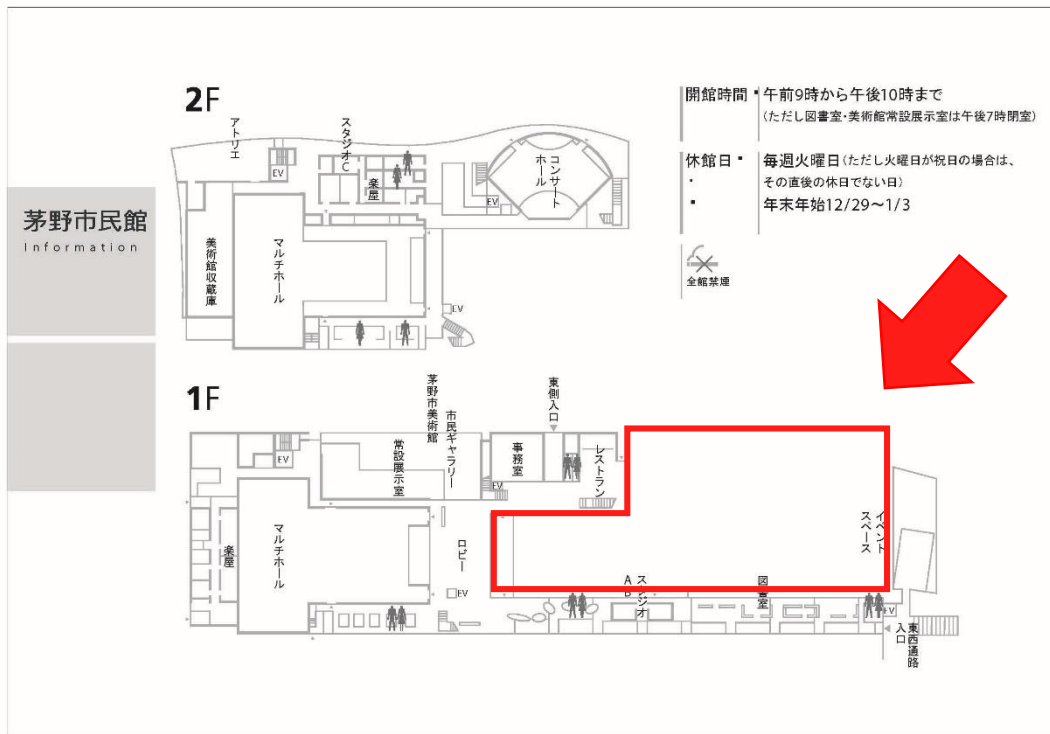 茅野市民館
Information
2F
アトリエ
EV
スタジオC
楽屋
コンサート
ホール
EV
美術館収蔵庫
マルチホール
EV
開館時間
午前9時から午後10時まで
(ただし図書室・美術館常設展示室は午後7時閉室)
休館日
毎週火曜日(ただし火曜日が祝日の場合は、
その直後の休日でない日)
年末年始12/29〜1/3
全館禁煙
1F
茅野市美術館
市民ギャラリー
常設展示室
東側入口
事務室
レストラン
EV
EV
楽屋
マルチホール
ロビー
EV
イベント
スペース
スタジオ
AB
図書室
EV
東西通路
入口